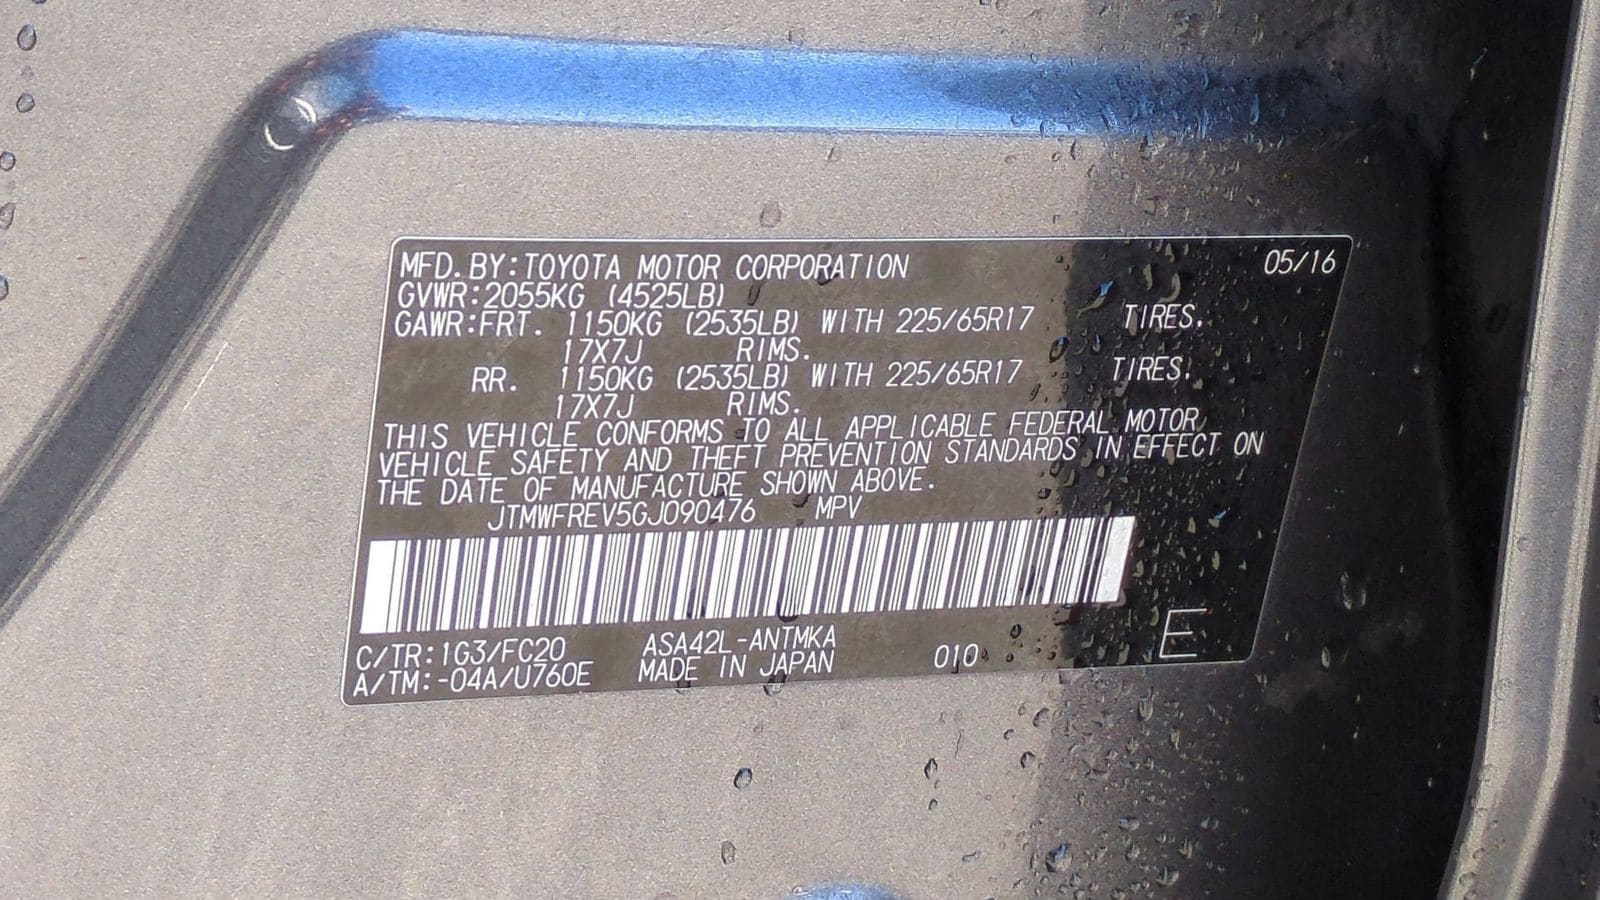 MFD. BY: TOYOTA MOTOR CORPORATION 05/16
GVWR: 2055KG (4525LB)
GAWR: FRT. 1150KG (2535LB) WITH 225/65R17 TIRES,
17X7J RIMS.
RR. 1150KG (2535LB) WITH 225/65R17 TIRES,
17X7J RIMS.
THIS VEHICLE CONFORMS TO ALL APPLICABLE FEDERAL MOTOR
VEHICLE SAFETY AND THEFT PREVENTION STANDARDS IN EFFECT ON
THE DATE OF MANUFACTURE SHOWN ABOVE.
JTMWFREV5GJ090476 MPV
C/TR: 1G3/FC20 ASA42L-ANTMKA
A/TM: -04A/U760E MADE IN JAPAN 010 E